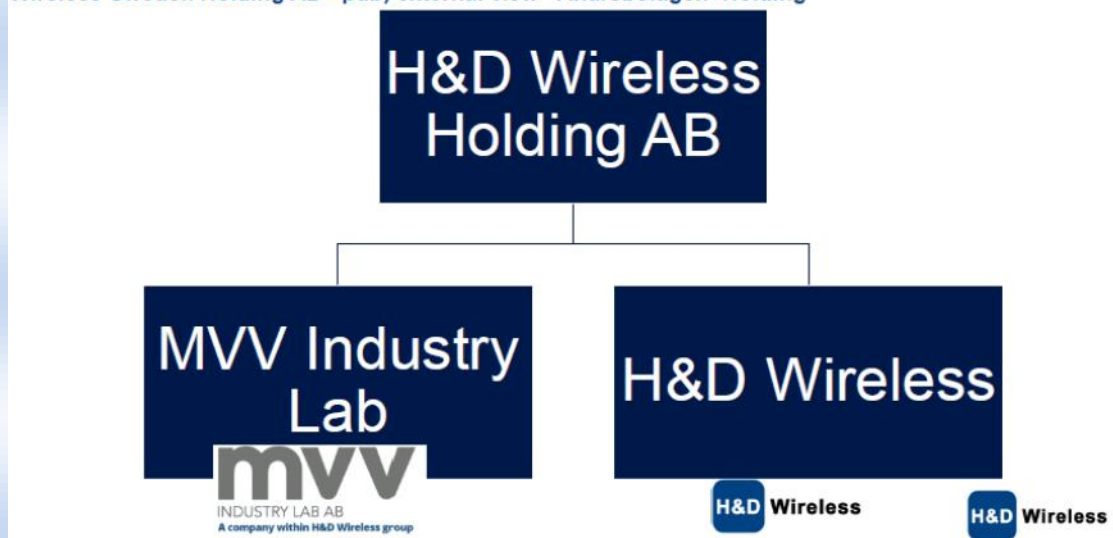 H&D Wireless
Holding AB
MVV Industry
Lab
H&D Wireless
mvv
INDUSTRY LAB AB
A company within H&D Wireless group
H&D Wireless
H&D Wireless